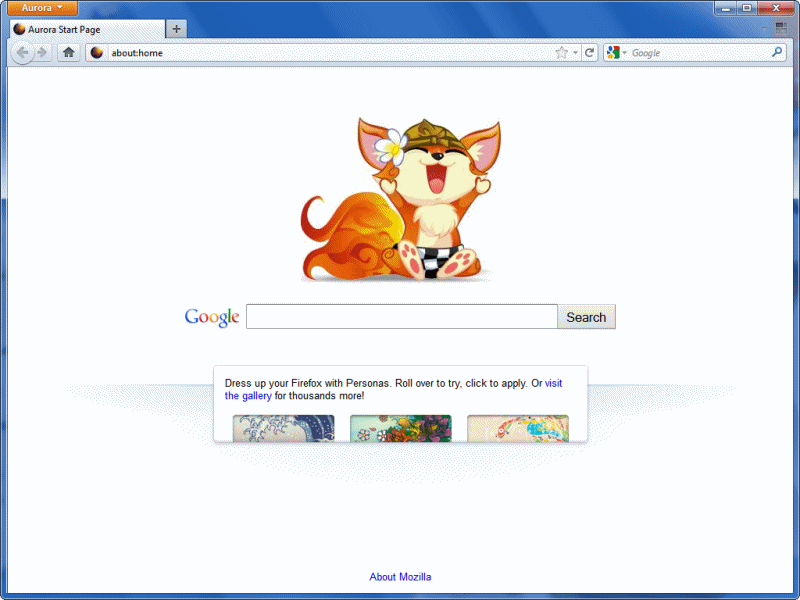 Aurora
Aurora Start Page
about:home
Google
Google
Search
Dress up your Firefox with Personas. Roll over to try, click to apply. Or visit
the gallery for thousands more!
About Mozilla